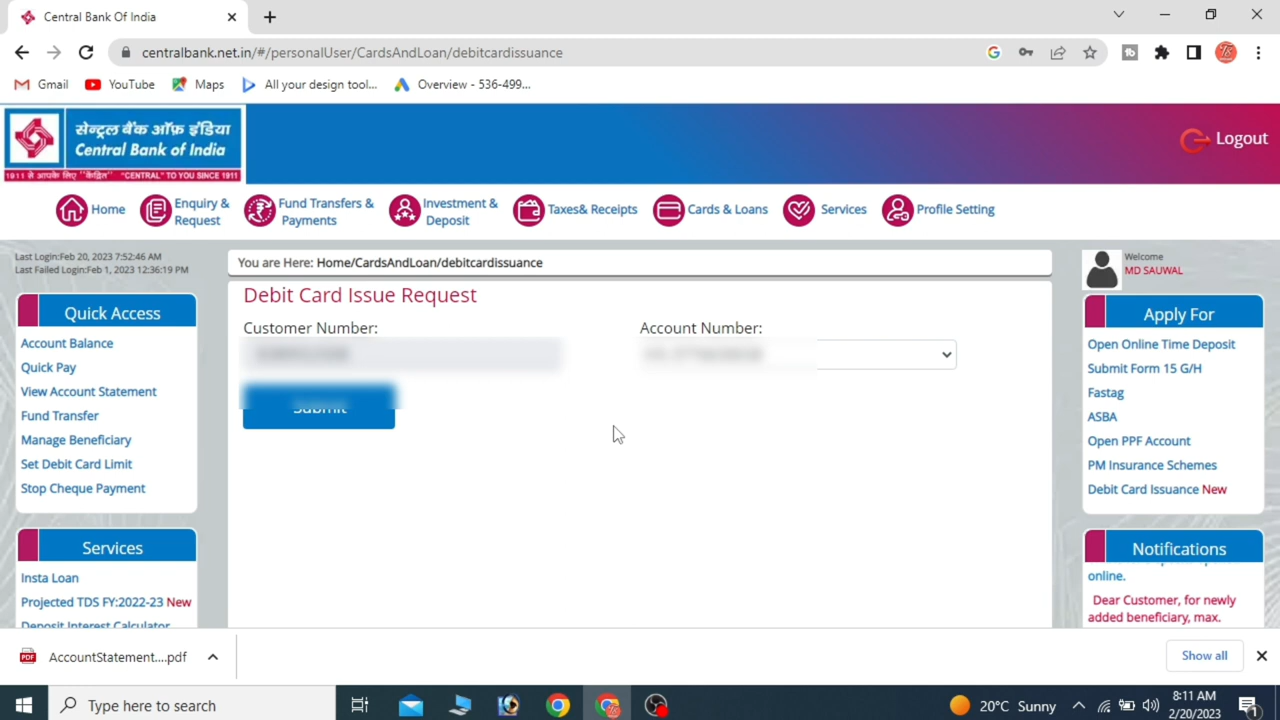 Central Bank Of India
centralbank.net.in/#/personalUser/CardsAndLoan/debitcardissuance
Gmail YouTube Maps All your design tool... Overview - 536-499...
सेन्ट्रल बैंक ऑफ़ इंडिया
Central Bank of India
1911 से आपके लिए "केंद्रित" "CENTRAL" TO YOU SINCE 1911
Logout
Home
Enquiry &
Request
Fund Transfers &
Payments
Investment &
Deposit
Taxes& Receipts
Cards & Loans
Services
Profile Setting
Last Login:Feb 20, 2023 7:52:46 AM
Last Failed Login:Feb 1, 2023 12:36:19 PM
You are Here: Home/CardsAndLoan/debitcardissuance
Welcome
MD SAUWAL
Quick Access
Account Balance
Quick Pay
View Account Statement
Fund Transfer
Manage Beneficiary
Set Debit Card Limit
Stop Cheque Payment
Services
Insta Loan
Projected TDS FY:2022-23 New
Deposit Interest Calculator
Debit Card Issue Request
Customer Number:
Account Number:
Submit
Apply For
Open Online Time Deposit
Submit Form 15 G/H
Fastag
ASBA
Open PPF Account
PM Insurance Schemes
Debit Card Issuance New
Notifications
online.
Dear Customer, for newly
added beneficiary, max.
AccountStatement....pdf
Show all
Type here to search
20°C Sunny
8:11 AM
2/20/2023
1